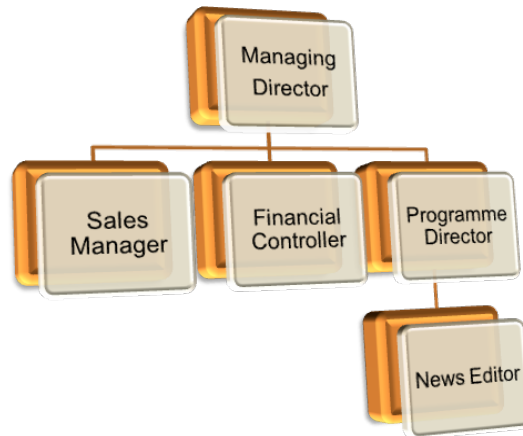 Managing
Director
Sales
Manager
Financial
Controller
Programme
Director
News Editor